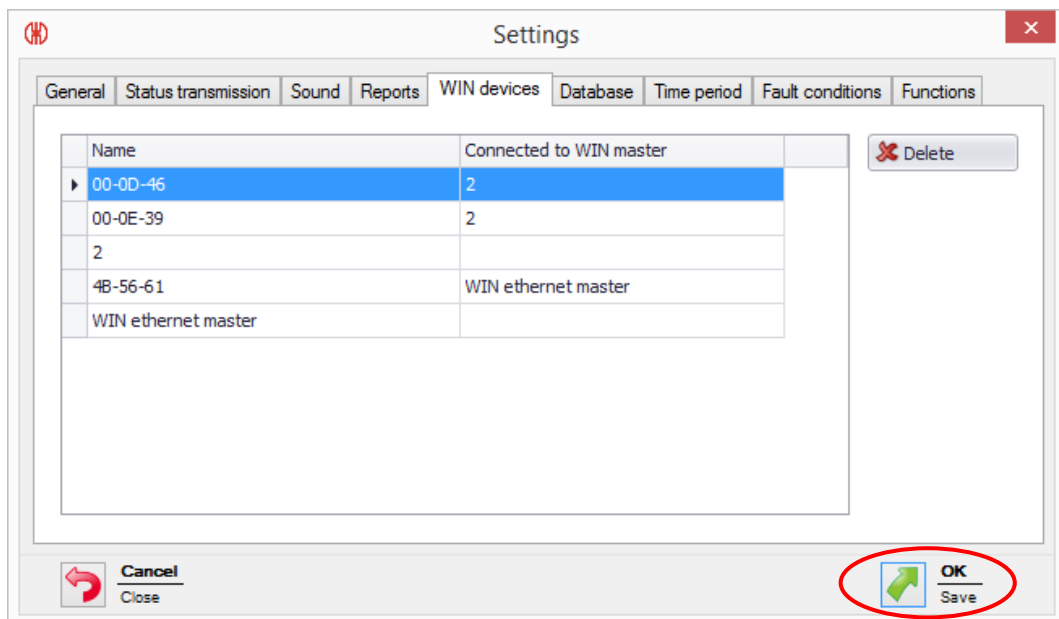 Settings
General Status transmission Sound Reports WIN devices Database Time period Fault conditions Functions
Name Connected to WIN master
Delete
00-0D-46 2
00-0E-39 2
2
4B-56-61 WIN ethernet master
WIN ethernet master
Cancel
Close
OK
Save